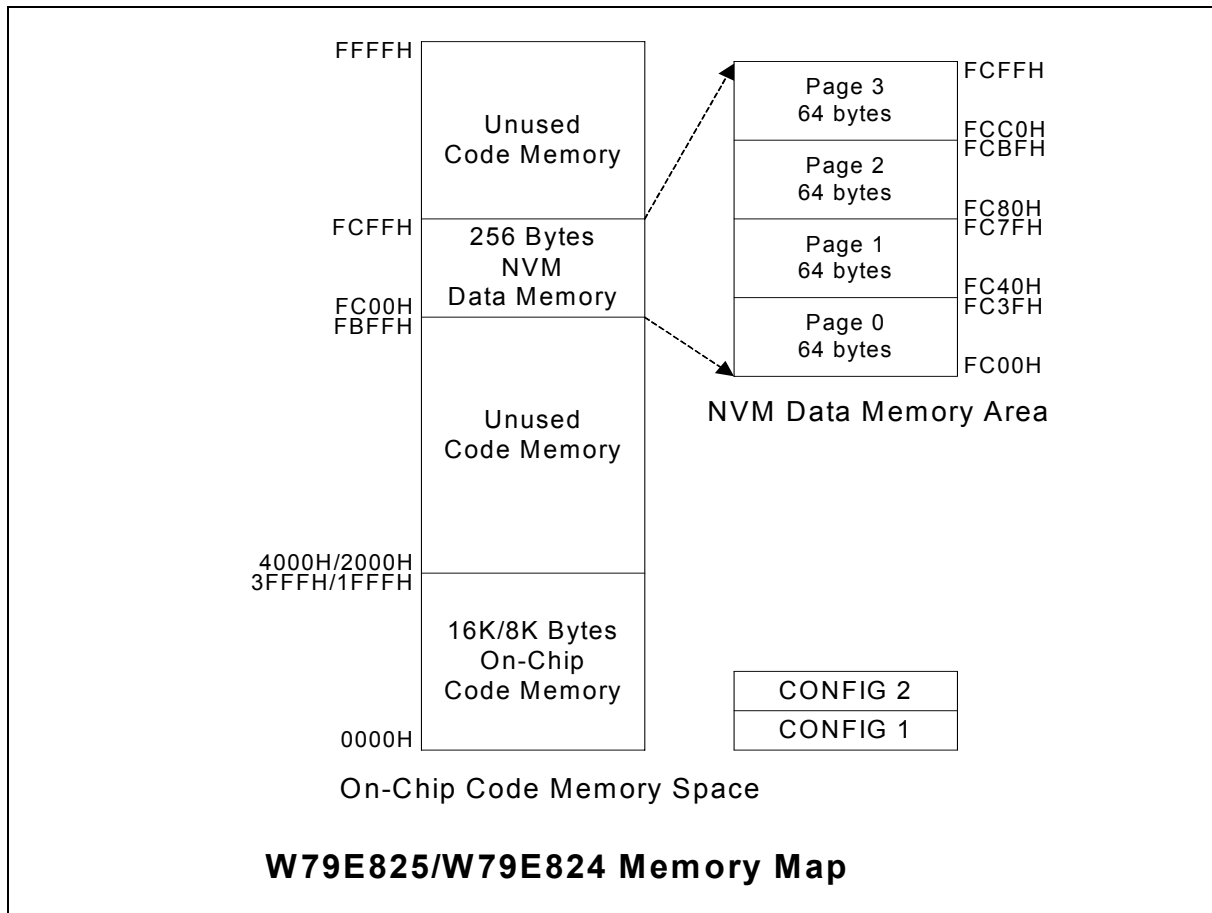 FFFFH
Unused
Code Memory
FCFFH
256 Bytes
NVM
Data Memory
FC00H
FBFFH
Unused
Code Memory
4000H/2000H
3FFFH/1FFFH
16K/8K Bytes
On-Chip
Code Memory
0000H
On-Chip Code Memory Space
FCFFH
Page 3
64 bytes
FCC0H
FCBFH
Page 2
64 bytes
FC80H
FC7FH
Page 1
64 bytes
FC40H
FC3FH
Page 0
64 bytes
FC00H
NVM Data Memory Area
CONFIG 2
CONFIG 1
W79E825/W79E824 Memory Map